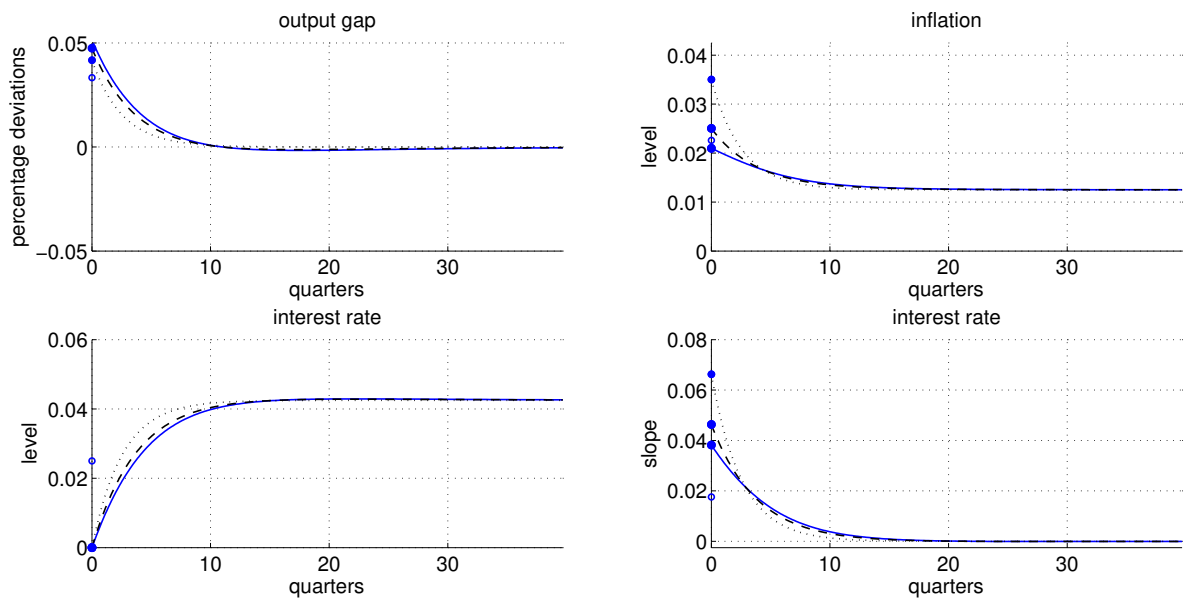 output gap
percentage deviations
0.05
0
−0.05
0 10 20 30
quarters
inflation
level
0.04
0.03
0.02
0.01
0
0 10 20 30
quarters
interest rate
level
0.06
0.04
0.02
0
0 10 20 30
quarters
interest rate
slope
0.08
0.06
0.04
0.02
0
0 10 20 30
quarters